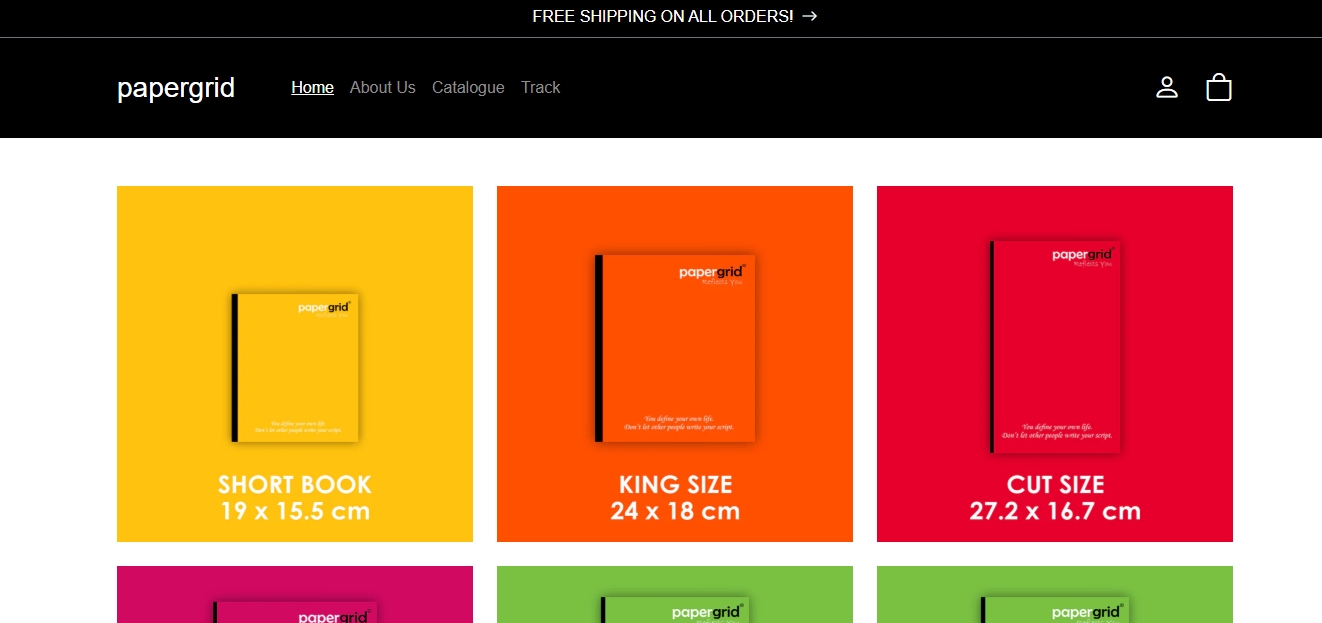 FREE SHIPPING ON ALL ORDERS! →
papergrid
Home About Us Catalogue Track
papergrid®
Reflects You
You define your own life.
Don't let other people write your script.
SHORT BOOK
19 x 15.5 cm
papergrid®
Reflects You
You define your own life.
Don't let other people write your script.
KING SIZE
24 x 18 cm
papergrid®
Reflects You
You define your own life.
Don't let other people write your script.
CUT SIZE
27.2 x 16.7 cm
papergrid®
papergrid®
papergrid®